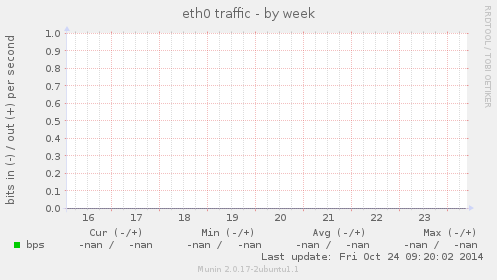 eth0 traffic - by week
RRDTOOL / TOBI OETIKER
bits in (-) / out (+) per second
1.0
0.9
0.8
0.7
0.6
0.5
0.4
0.3
0.2
0.1
0.0
16 17 18 19 20 21 22 23
Cur (-/+) Min (-/+) Avg (-/+) Max (-/+)
bps -nan / -nan -nan / -nan -nan / -nan -nan / -nan
Last update: Fri Oct 24 09:20:02 2014
Munin 2.0.17-2ubuntu1.1